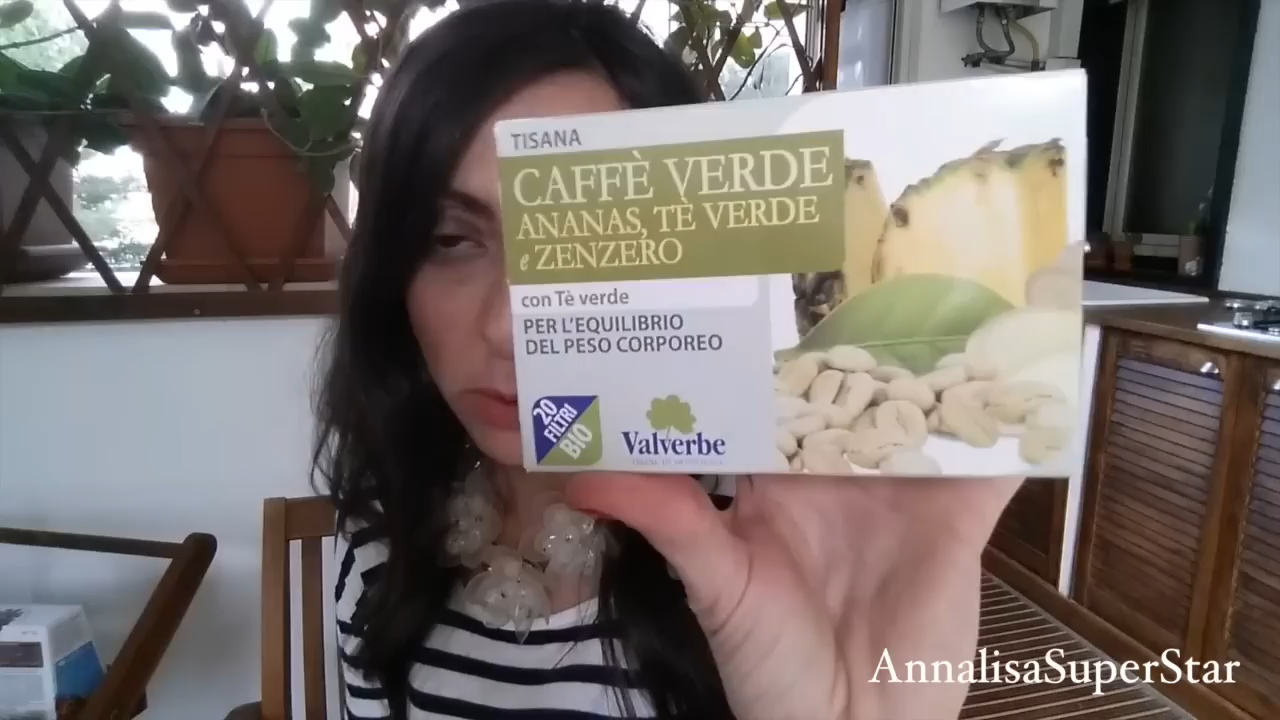 TISANA
CAFFÈ VERDE
ANANAS, TÈ VERDE
e ZENZERO
con Tè verde
PER L'EQUILIBRIO
DEL PESO CORPOREO
20
FILTRI
BIO
Valverbe
AnnalisaSuperStar